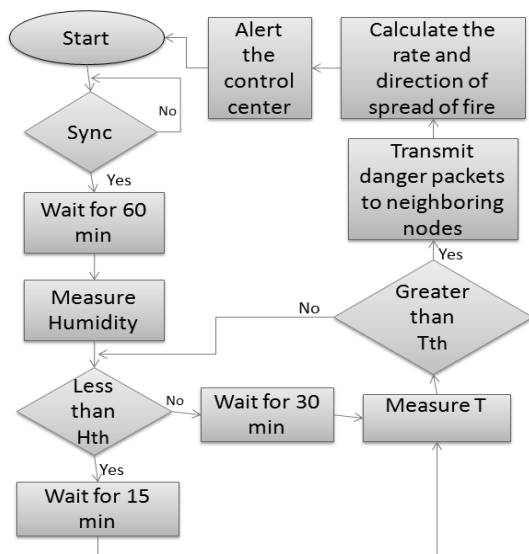 Start
No
Sync
Yes
Wait for 60
min
Measure
Humidity
Less
than
Hth
No
Wait for 30
min
Yes
Wait for 15
min
Measure T
Greater
than
Tth
No
Yes
Transmit
danger packets
to neighboring
nodes
Calculate the
rate and
direction of
spread of fire
Alert
the
control
center